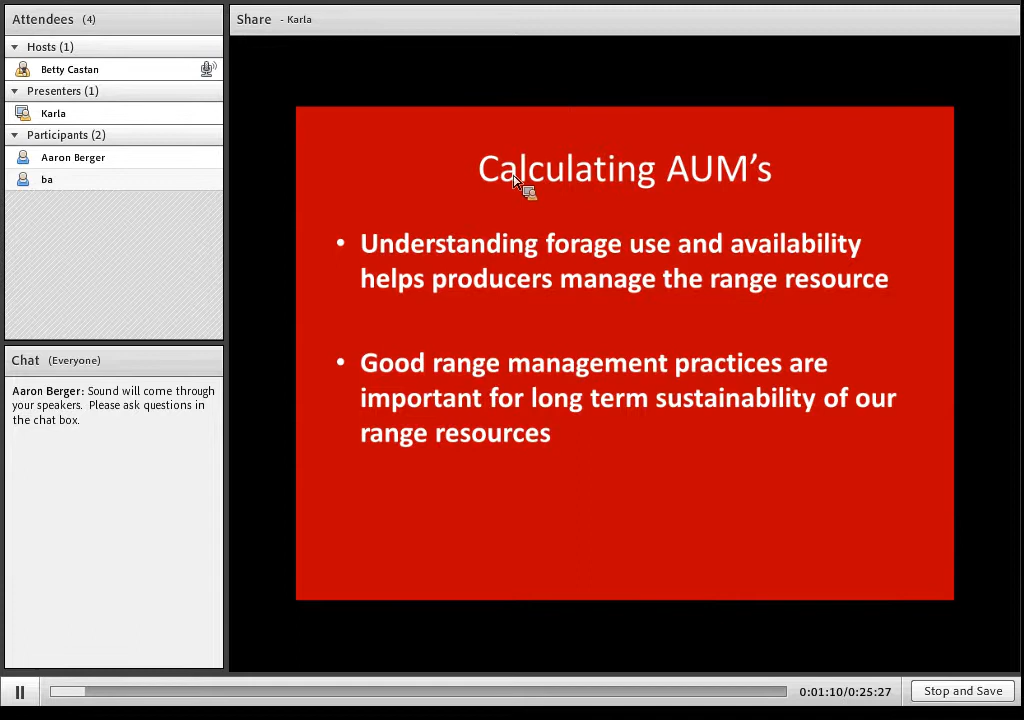 Attendees (4)
Hosts (1)
Betty Castan
Presenters (1)
Karla
Participants (2)
Aaron Berger
ba
Chat (Everyone)
Aaron Berger: Sound will come through
your speakers. Please ask questions in
the chat box.
Share - Karla
Calculating AUM's
• Understanding forage use and availability
helps producers manage the range resource
• Good range management practices are
important for long term sustainability of our
range resources
0:01:10/0:25:27
Stop and Save